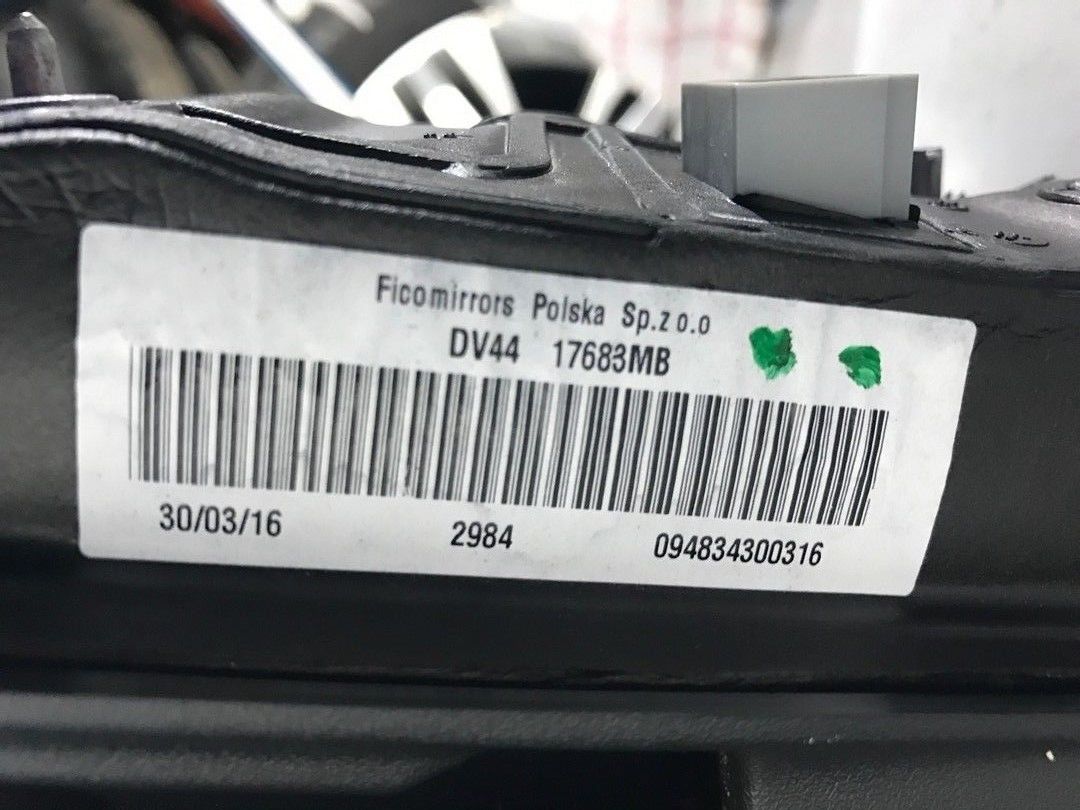 Ficomirrors Polska Sp.z o.o
DV44 17683MB
30/03/16 2984 094834300316